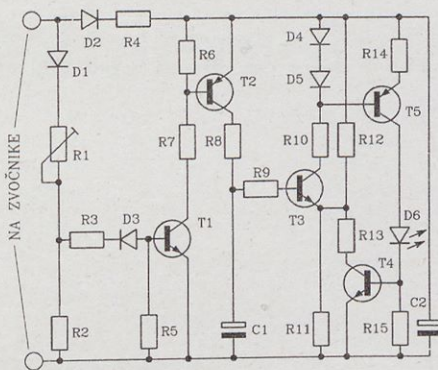 D2
R4
D1
R6
T2
D4
D5
R14
T5
R1
R7
R8
R10
R12
NA ZVOČNIKE
R9
R3
D3
T1
T3
R13
D6
T4
R2
R5
C1
R11
R15
C2